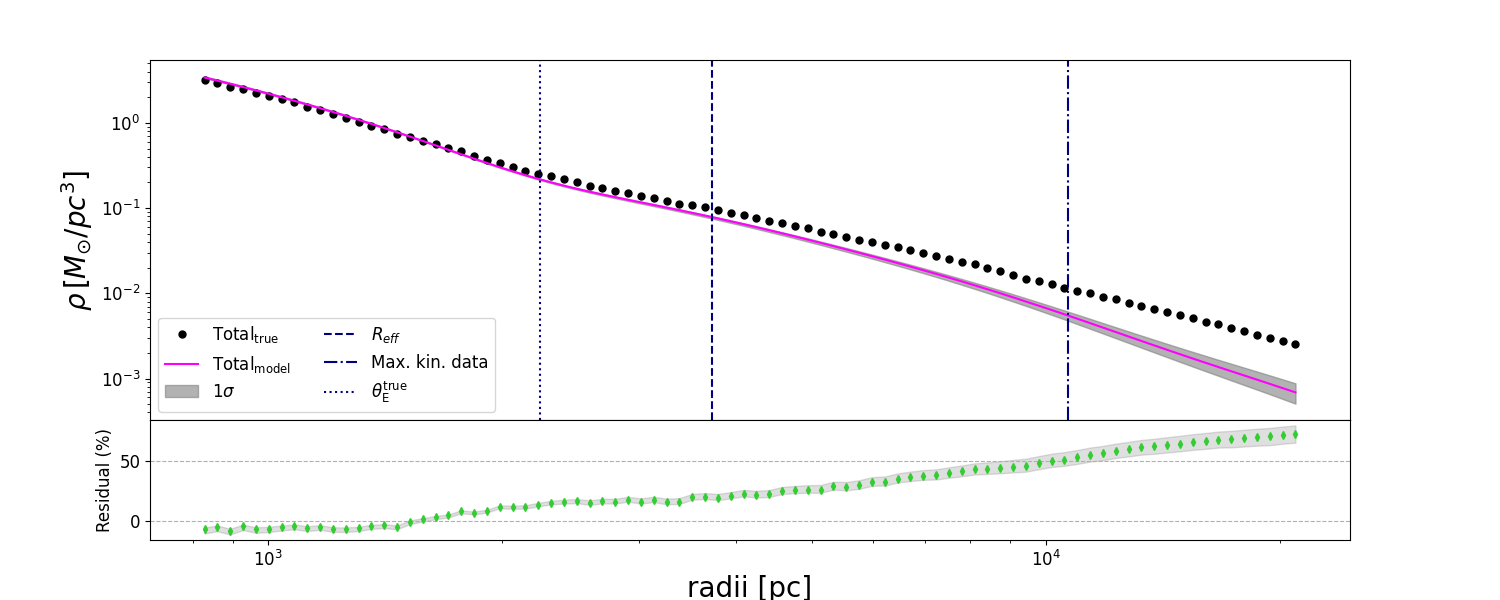 10⁰
10⁻¹
10⁻²
10⁻³
ρ [M⊙/pc³]
Total_true
Total_model
1σ
R_eff
Max. kin. data
θ_E^true
50
0
Residual (%)
10³
10⁴
radii [pc]